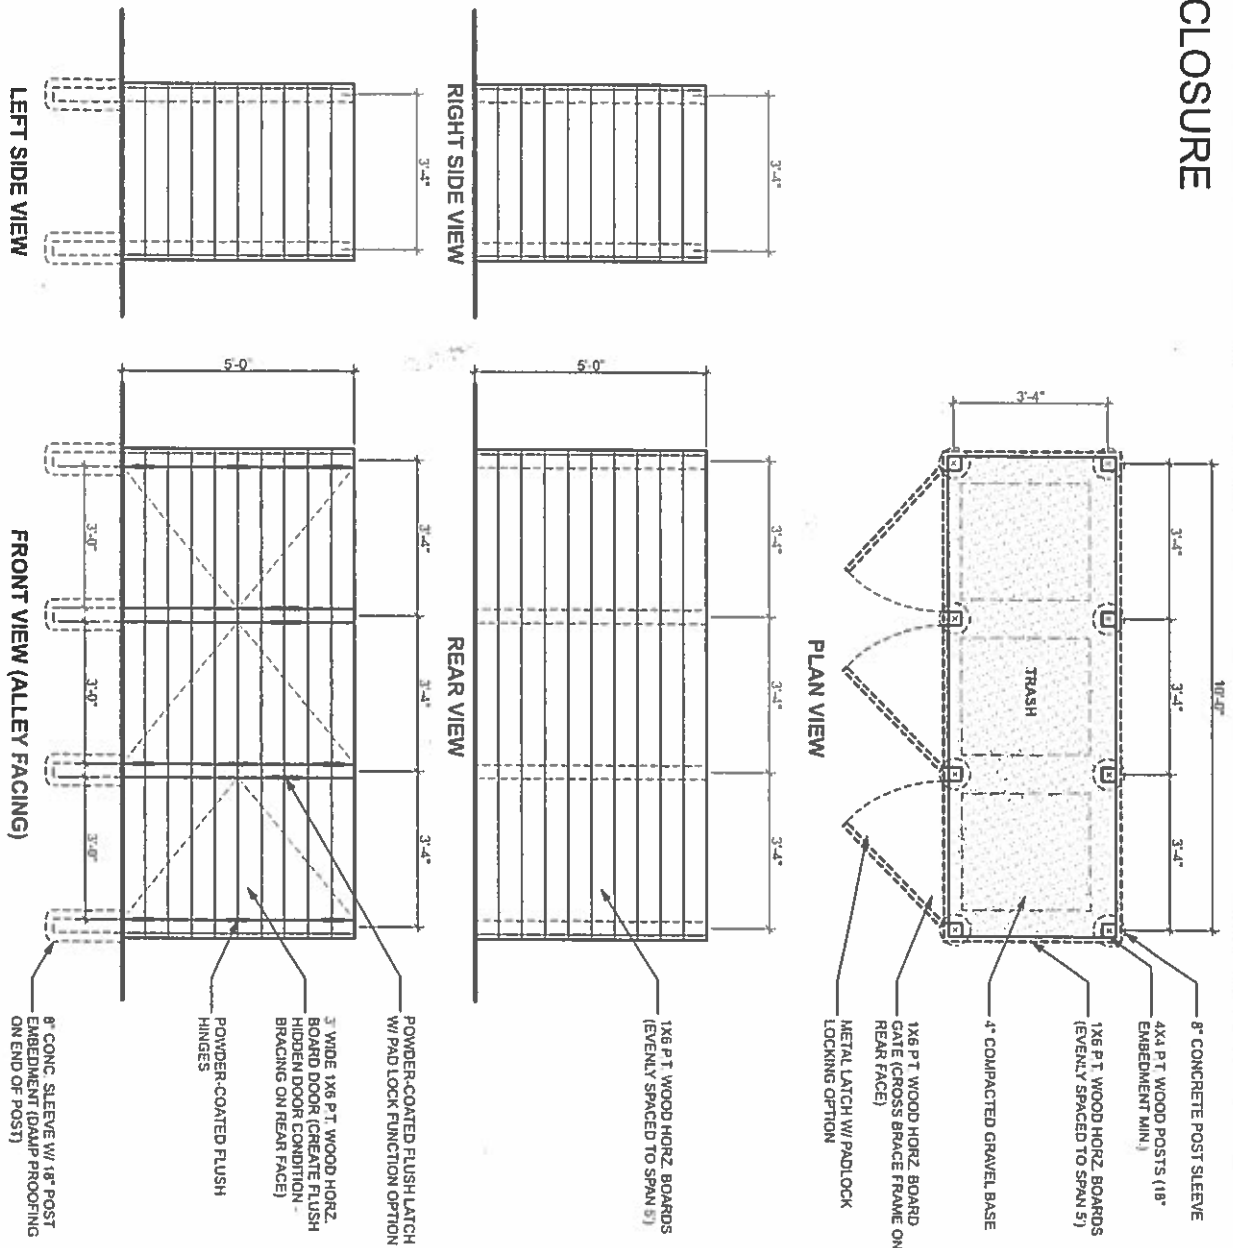 CLOSURE
10'-0"
3'-4"
3'-4"
3'-4"
3'-4"
TRASH
8" CONCRETE POST SLEEVE
4X4 P.T. WOOD POSTS (18"
EMBEDMENT MIN.)
1X6 P.T. WOOD HORZ. BOARDS
(EVENLY SPACED TO SPAN 5')
4" COMPACTED GRAVEL BASE
1X6 P.T. WOOD HORZ. BOARD
GATE (CROSS BRACE FRAME ON
REAR FACE)
METAL LATCH W/ PADLOCK
LOCKING OPTION
PLAN VIEW
3'-4"
RIGHT SIDE VIEW
5'-0"
3'-4"
3'-4"
3'-4"
1X6 P.T. WOOD HORZ. BOARDS
(EVENLY SPACED TO SPAN 5')
REAR VIEW
3'-4"
LEFT SIDE VIEW
5'-0"
3'-4"
3'-4"
3'-4"
3'-0"
3'-0"
3'-0"
POWDER-COATED FLUSH LATCH
W/ PAD LOCK FUNCTION OPTION
3' WIDE 1X6 P.T. WOOD HORZ.
BOARD DOOR (CREATE FLUSH
HIDDEN DOOR CONDITION -
BRACING ON REAR FACE)
POWDER-COATED FLUSH
HINGES
8" CONC. SLEEVE W/ 18" POST
EMBEDMENT (DAMP PROOFING
ON END OF POST)
FRONT VIEW (ALLEY FACING)